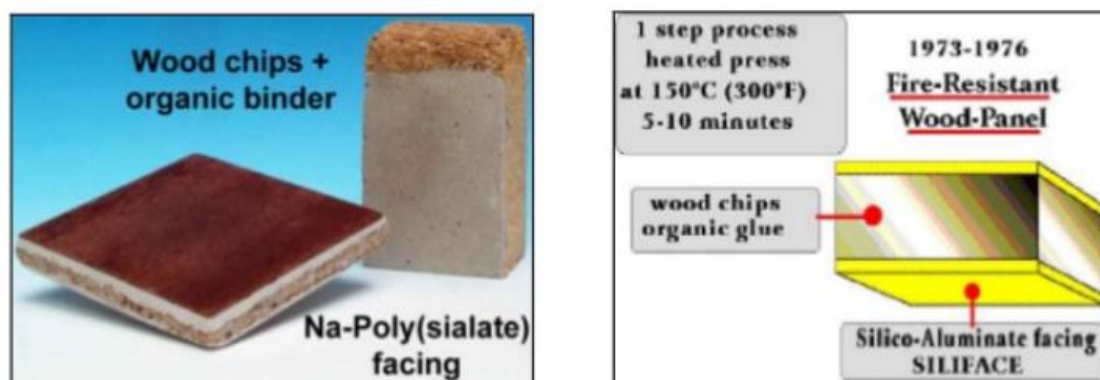 Wood chips +
organic binder
Na-Poly(sialate)
facing
1 step process
heated press
at 150°C (300°F)
5-10 minutes
1973-1976
Fire-Resistant
Wood-Panel
wood chips
organic glue
Silico-Aluminate facing
SILIFACE